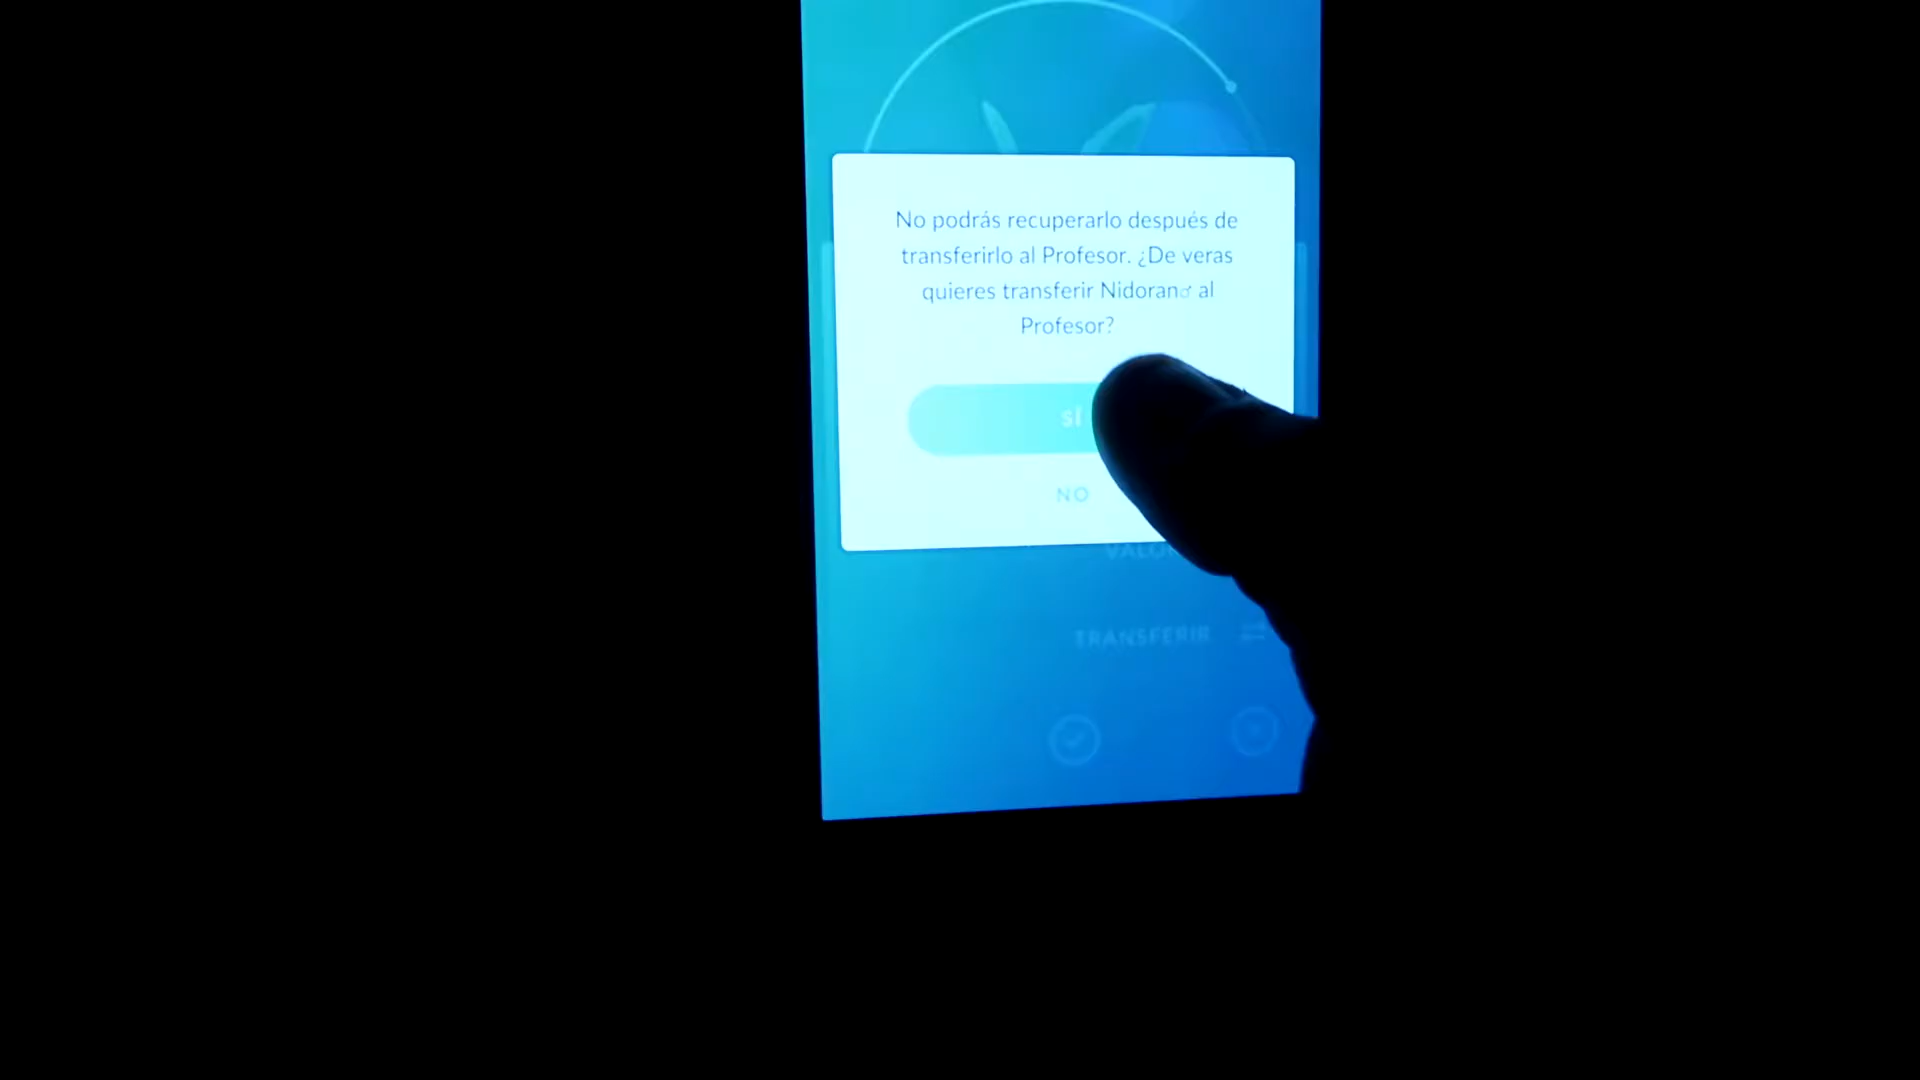 No podrás recuperarlo después de
transferirlo al Profesor. ¿De veras
quieres transferir Nidoran♂ al
Profesor?
SÍ
NO
TRANSFERIR